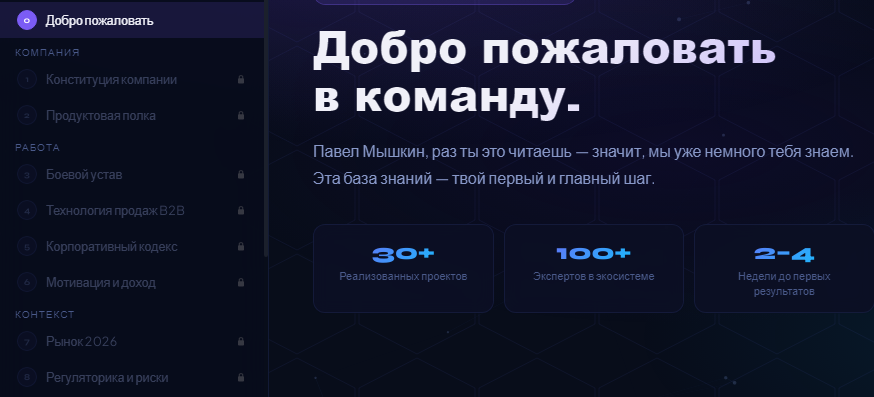 0 Добро пожаловать
КОМПАНИЯ
1 Конституция компании
2 Продуктовая полка
РАБОТА
3 Боевой устав
4 Технология продаж B2B
5 Корпоративный кодекс
6 Мотивация и доход
КОНТЕКСТ
7 Рынок 2026
8 Регуляторика и риски
Добро пожаловать
в команду.
Павел Мышкин, раз ты это читаешь — значит, мы уже немного тебя знаем.
Эта база знаний — твой первый и главный шаг.
30+
Реализованных проектов
100+
Экспертов в экосистеме
2-4
Недели до первых
результатов